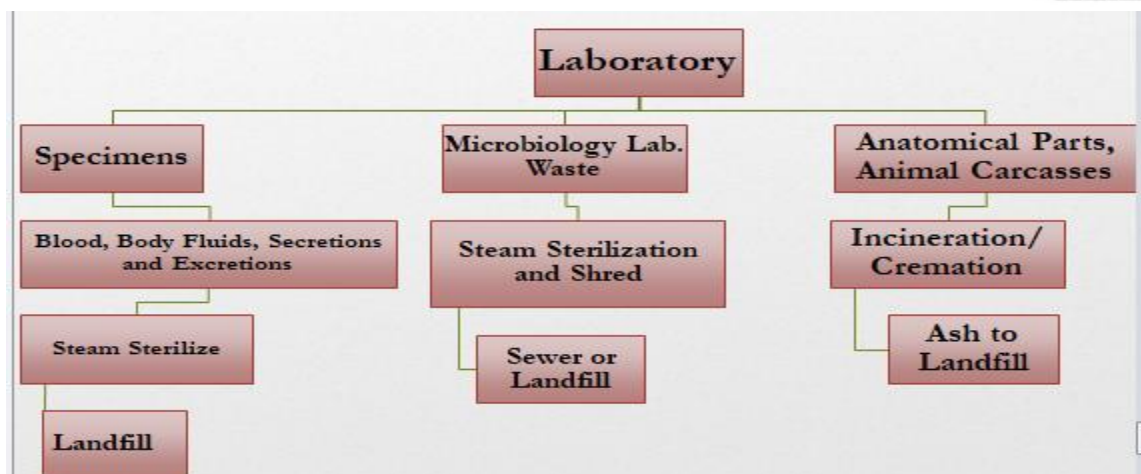 Laboratory
Specimens
Microbiology Lab.
Waste
Anatomical Parts,
Animal Carcasses
Blood, Body Fluids, Secretions
and Excretions
Steam Sterilization
and Shred
Incineration/
Cremation
Steam Sterilize
Sewer or
Landfill
Ash to
Landfill
Landfill